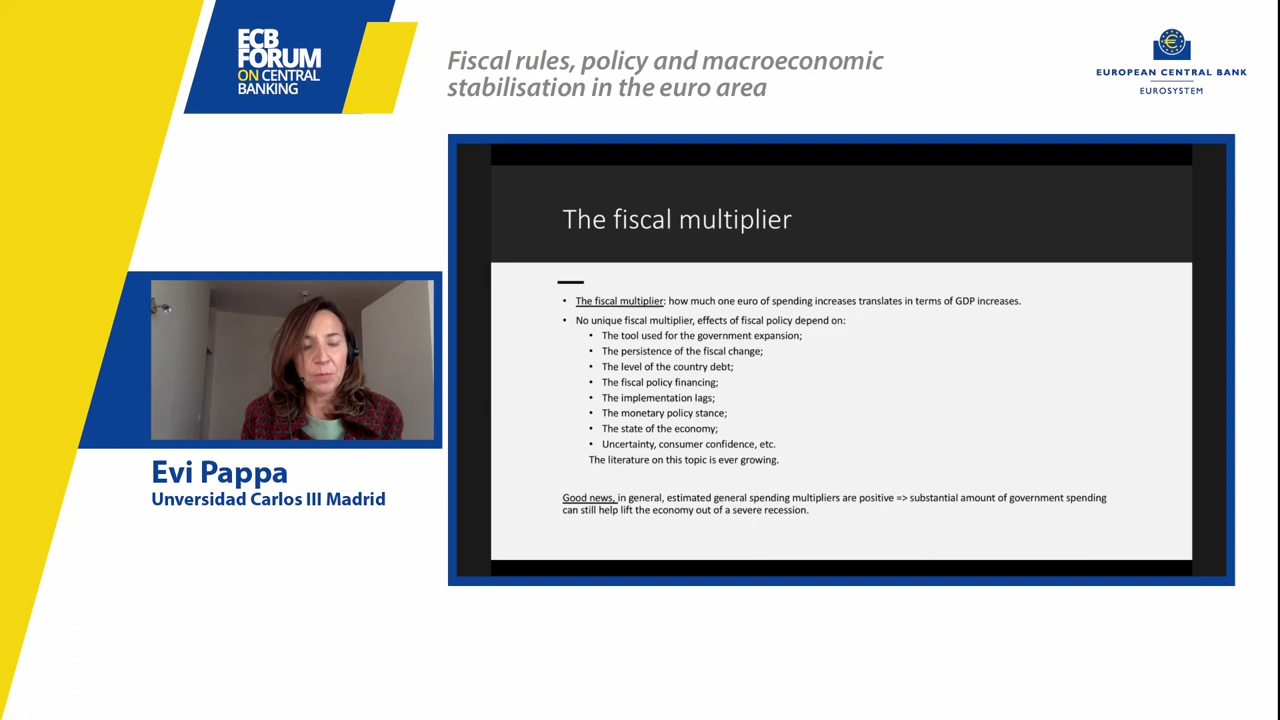 ECB
FORUM
ON CENTRAL
BANKING
Fiscal rules, policy and macroeconomic
stabilisation in the euro area
EUROPEAN CENTRAL BANK
EUROSYSTEM
The fiscal multiplier
• The fiscal multiplier: how much one euro of spending increases translates in terms of GDP increases.
• No unique fiscal multiplier, effects of fiscal policy depend on:
• The tool used for the government expansion;
• The persistence of the fiscal change;
• The level of the country debt;
• The fiscal policy financing;
• The implementation lags;
• The monetary policy stance;
• The state of the economy;
• Uncertainty, consumer confidence, etc.
The literature on this topic is ever growing.
Good news, in general, estimated general spending multipliers are positive => substantial amount of government spending
can still help lift the economy out of a severe recession.
Evi Pappa
Unversidad Carlos III Madrid